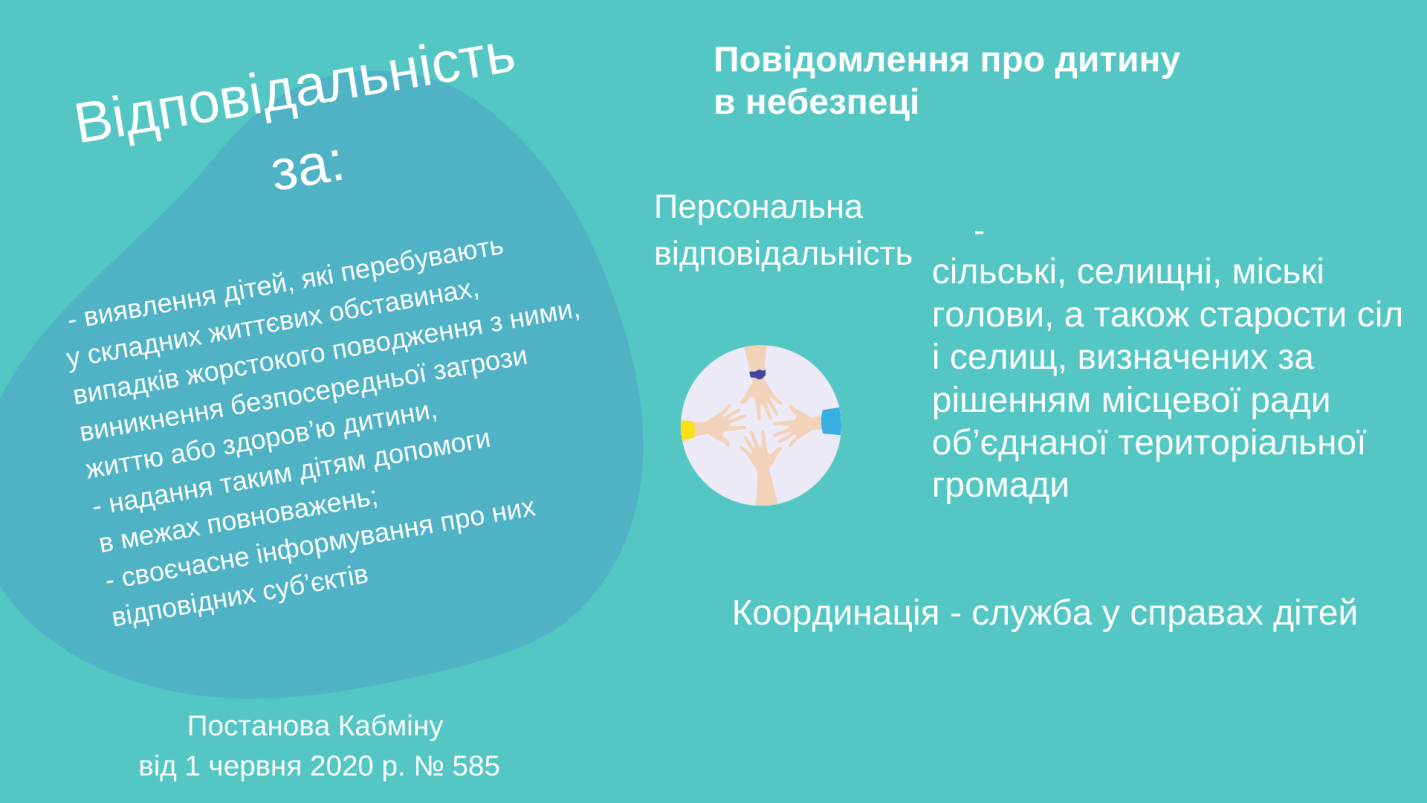 Відповідальність
за:
- виявлення дітей, які перебувають
у складних життєвих обставинах,
випадків жорстокого поводження з ними,
виникнення безпосередньої загрози
життю або здоров’ю дитини,
- надання таким дітям допомоги
в межах повноважень;
- своєчасне інформування про них
відповідних суб’єктів
Постанова Кабміну
від 1 червня 2020 р. № 585
Повідомлення про дитину
в небезпеці
Персональна
відповідальність
-
сільські, селищні, міські
голови, а також старости сіл
і селищ, визначених за
рішенням місцевої ради
об’єднаної територіальної
громади
Координація - служба у справах дітей